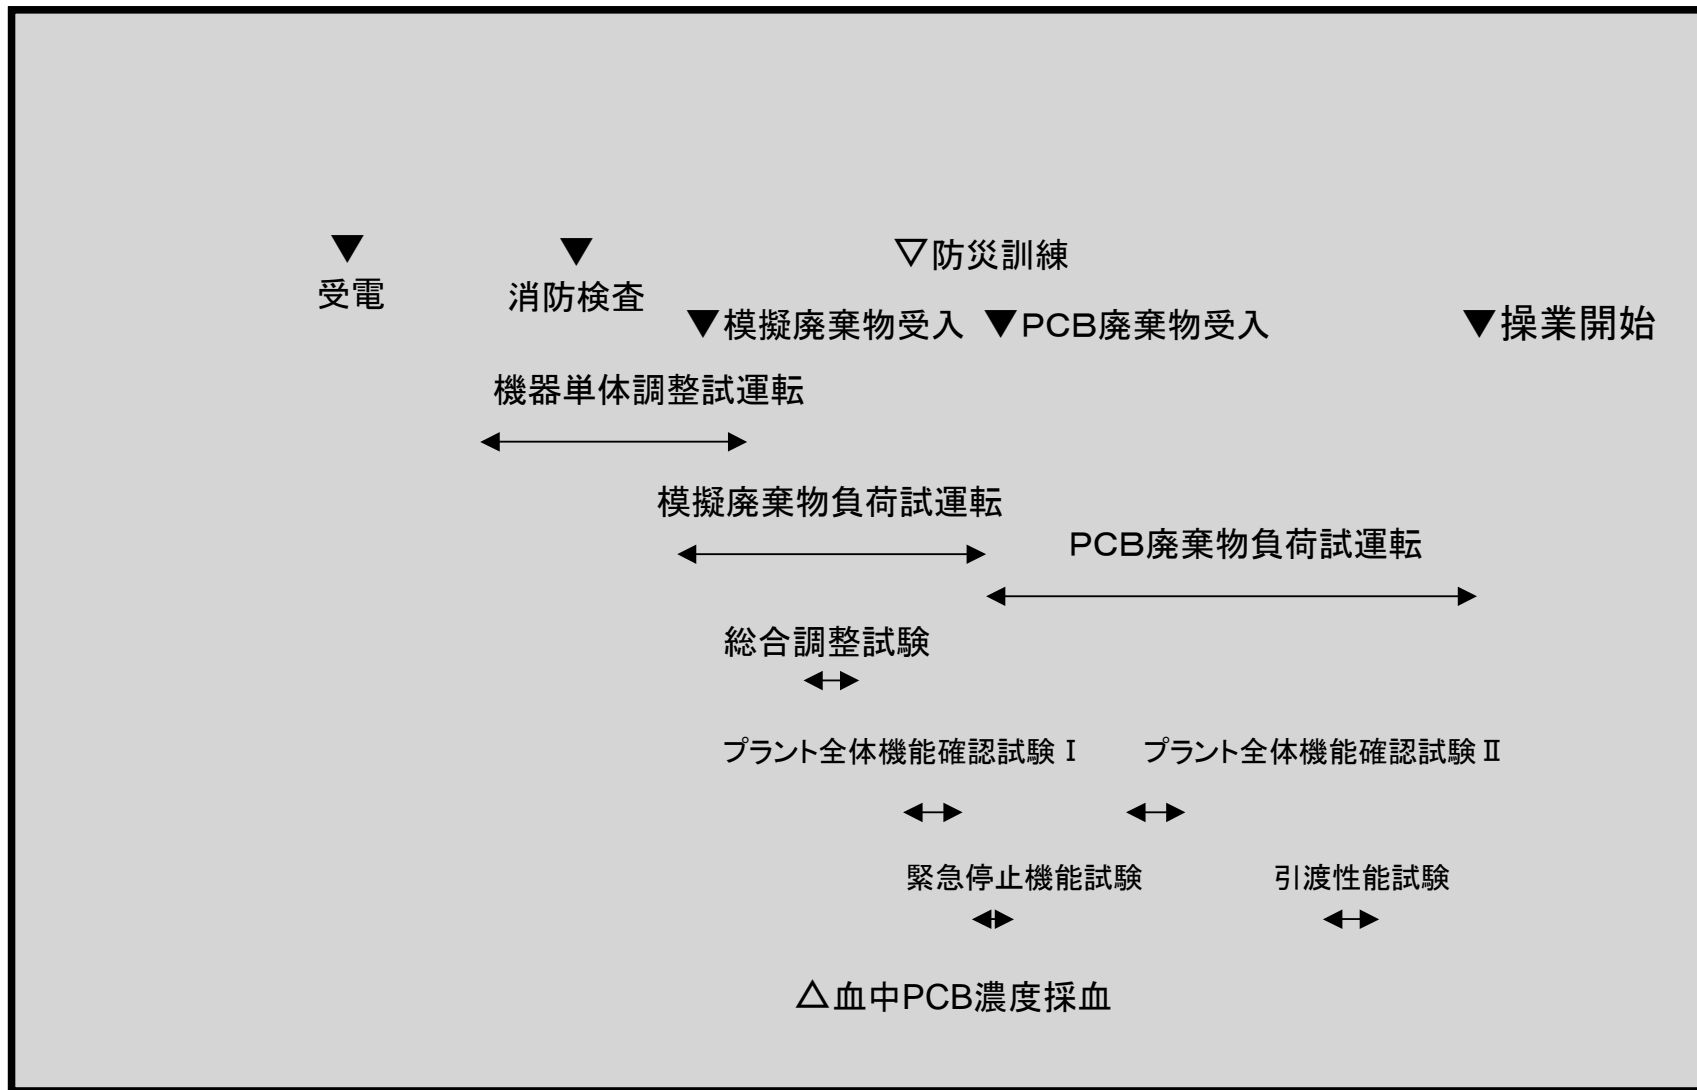 ▽防災訓練
受電
消防検査
▼模擬廃棄物受入
▼PCB廃棄物受入
▼操業開始
機器単体調整試運転
模擬廃棄物負荷試運転
PCB廃棄物負荷試運転
総合調整試験
プラント全体機能確認試験Ⅰ
プラント全体機能確認試験Ⅱ
緊急停止機能試験
引渡性能試験
△血中PCB濃度採血